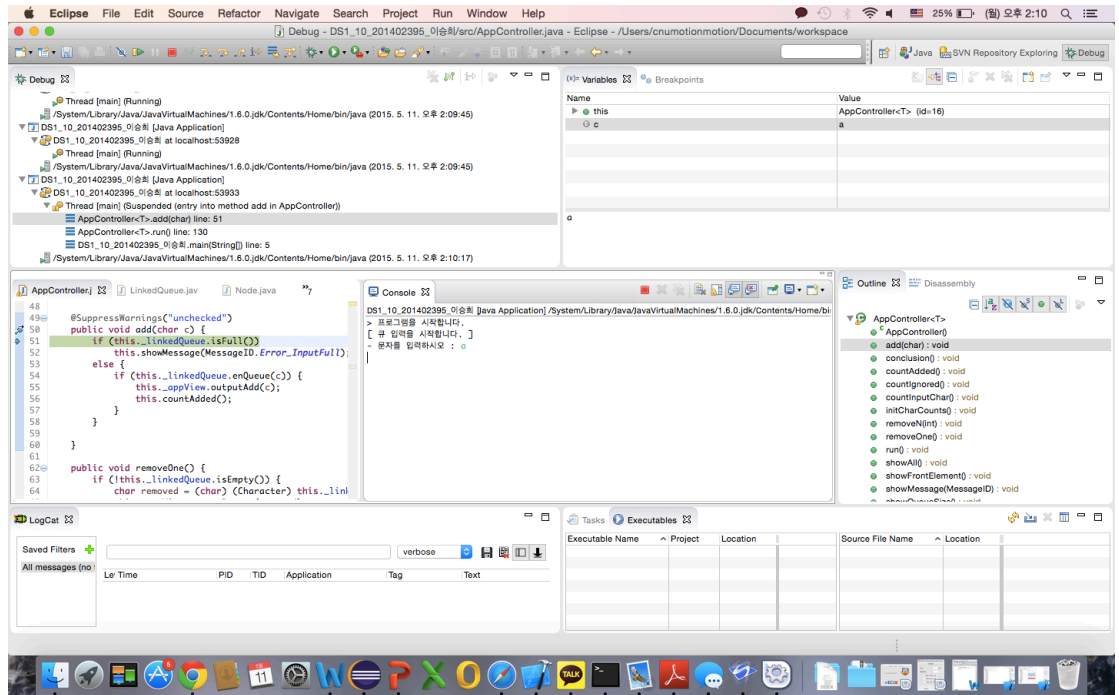 Eclipse File Edit Source Refactor Navigate Search Project Run Window Help
25% (월) 오후 2:10
Debug - DS1_10_201402395_이승희/src/AppController.java - Eclipse - /Users/cnumotionmotion/Documents/workspace
Java SVN Repository Exploring Debug
Debug
Thread [main] (Running)
/System/Library/Java/JavaVirtualMachines/1.6.0.jdk/Contents/Home/bin/java (2015. 5. 11. 오후 2:09:45)
DS1_10_201402395_이승희 [Java Application]
DS1_10_201402395_이승희 at localhost:53928
Thread [main] (Running)
/System/Library/Java/JavaVirtualMachines/1.6.0.jdk/Contents/Home/bin/java (2015. 5. 11. 오후 2:09:45)
DS1_10_201402395_이승희 [Java Application]
DS1_10_201402395_이승희 at localhost:53933
Thread [main] (Suspended (entry into method add in AppController))
AppController<T>.add(char) line: 51
AppController<T>.run() line: 130
DS1_10_201402395_이승희.main(String[]) line: 5
/System/Library/Java/JavaVirtualMachines/1.6.0.jdk/Contents/Home/bin/java (2015. 5. 11. 오후 2:10:17)
(x)= Variables Breakpoints
Name Value
this AppController<T> (id=16)
c a
a
AppController.j LinkedQueue.jav Node.java »7
48
49 @SuppressWarnings("unchecked")
50 public void add(char c) {
51 if (this._linkedQueue.isFull())
52 this.showMessage(MessageID.Error_InputFull);
53 else {
54 if (this._linkedQueue.enQueue(c)) {
55 this._appView.outputAdd(c);
56 this.countAdded();
57 }
58 }
59
60 }
61
62 public void removeOne() {
63 if (!this._linkedQueue.isEmpty()) {
64 char removed = (char) (Character) this._link
Console
DS1_10_201402395_이승희 [Java Application] /System/Library/Java/JavaVirtualMachines/1.6.0.jdk/Contents/Home/bi
> 프로그램을 시작합니다.
[ 큐 입력을 시작합니다. ]
- 문자를 입력하시오 : a
Outline Disassembly
AppController<T>
AppController()
add(char) : void
conclusion() : void
countAdded() : void
countIgnored() : void
countInputChar() : void
initCharCounts() : void
removeN(int) : void
removeOne() : void
run() : void
showAll() : void
showFrontElement() : void
showMessage(MessageID) : void
showQueueSize() : void
LogCat
Saved Filters
All messages (no
verbose
Le Time PID TID Application Tag Text
Tasks Executables
Executable Name Project Location
Source File Name Location
11
TALK